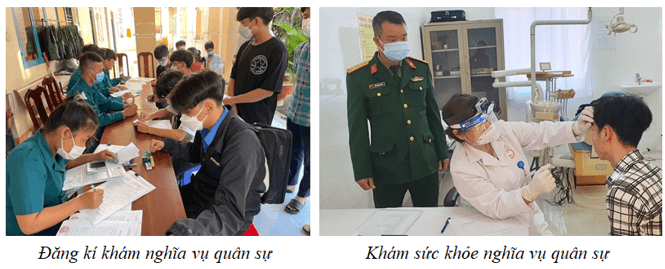 Đăng kí khám nghĩa vụ quân sự
Khám sức khỏe nghĩa vụ quân sự